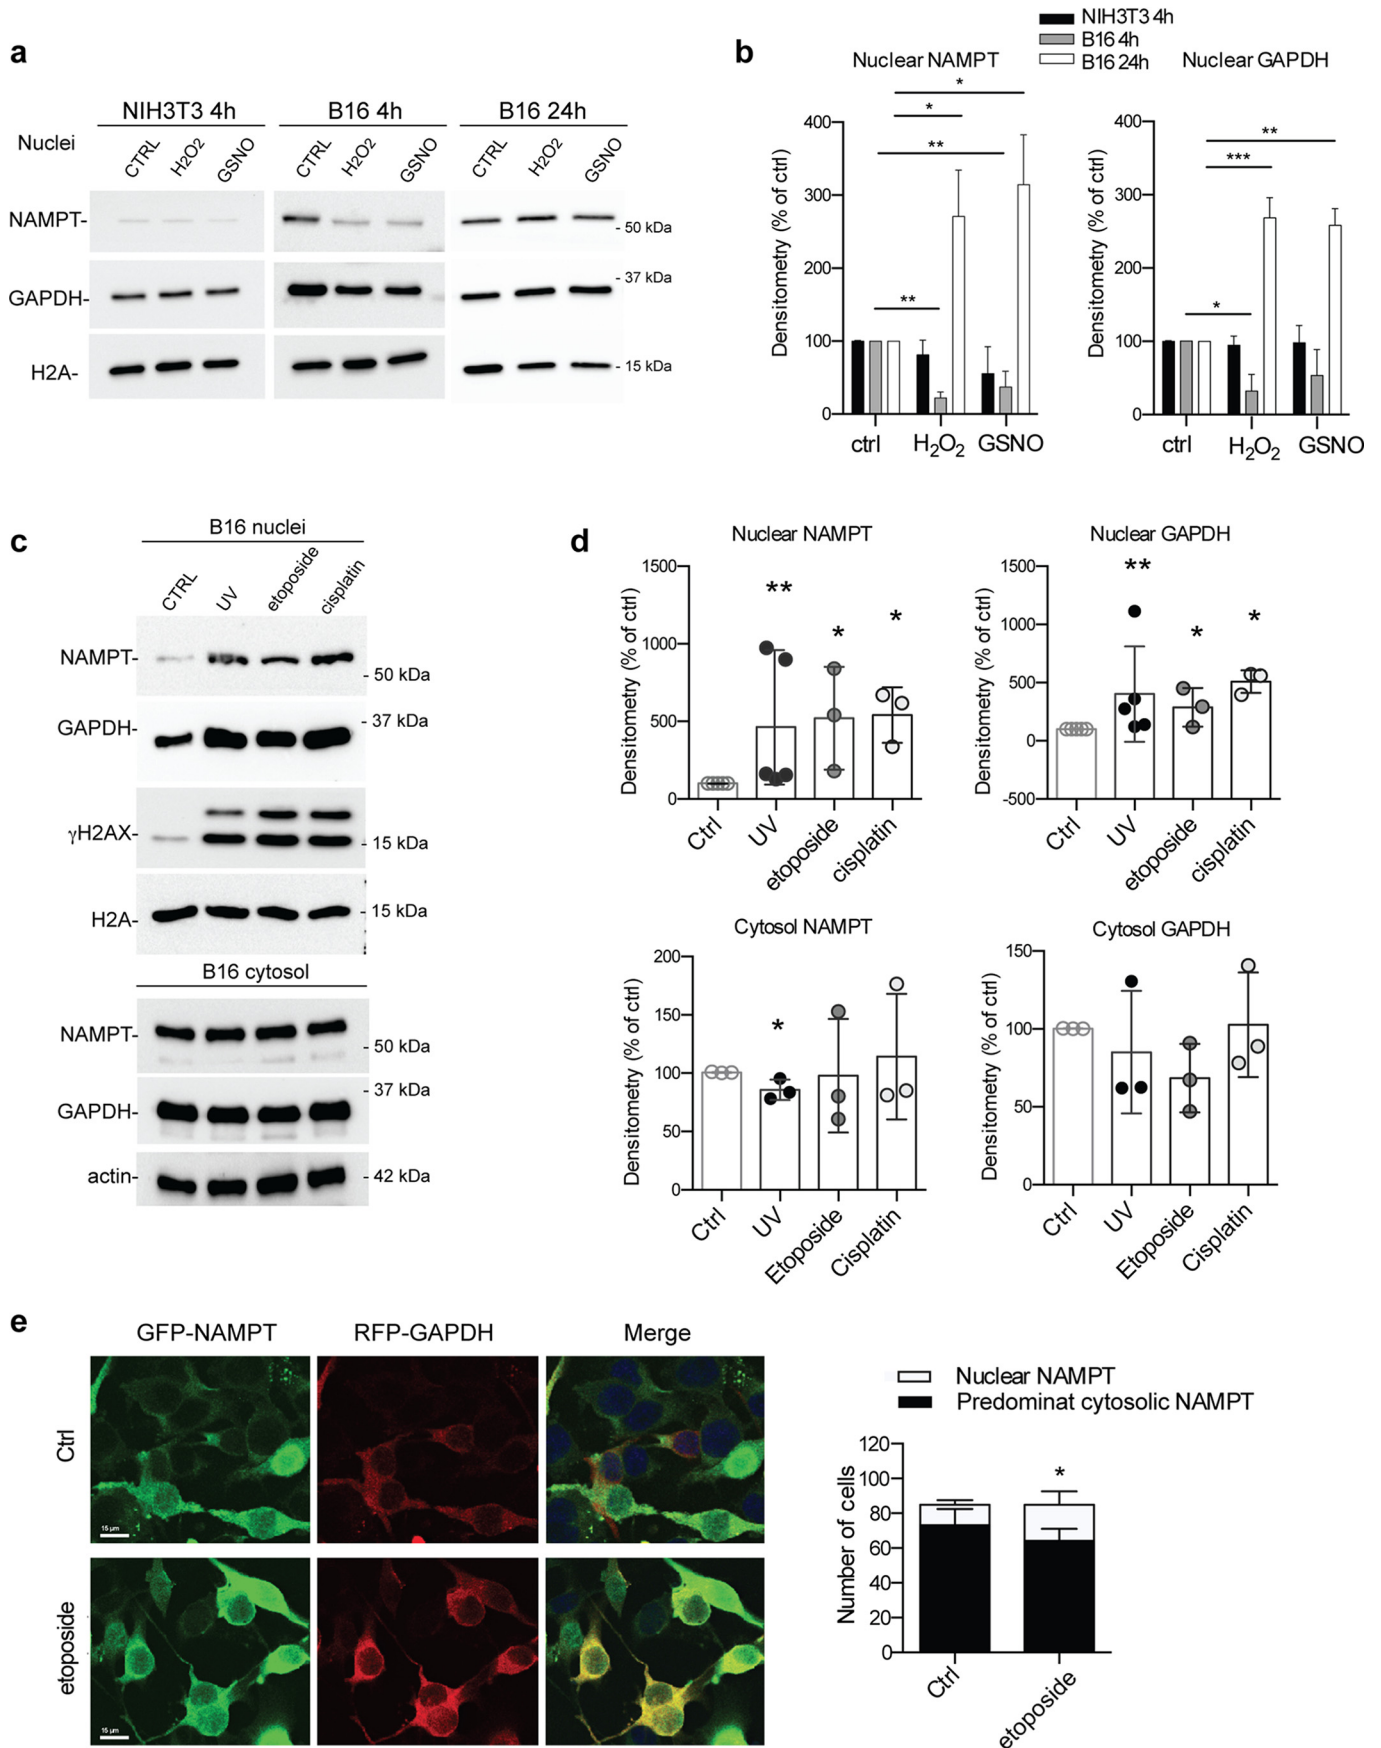 a
NIH3T3 4h
B16 4h
B16 24h
Nuclei
CTRL
H2O2
GSNO
CTRL
H2O2
GSNO
CTRL
H2O2
GSNO
NAMPT-
- 50 kDa
GAPDH-
- 37 kDa
H2A-
- 15 kDa
b
NIH3T3 4h
B16 4h
B16 24h
Nuclear NAMPT
Densitometry (% of ctrl)
400
300
200
100
0
*
*
**
**
ctrl
H2O2
GSNO
Nuclear GAPDH
Densitometry (% of ctrl)
400
300
200
100
0
**
***
*
ctrl
H2O2
GSNO
c
B16 nuclei
CTRL
UV
etoposide
cisplatin
NAMPT-
- 50 kDa
GAPDH-
- 37 kDa
γH2AX-
- 15 kDa
H2A-
- 15 kDa
B16 cytosol
NAMPT-
- 50 kDa
GAPDH-
- 37 kDa
actin-
- 42 kDa
d
Nuclear NAMPT
Densitometry (% of ctrl)
1500
1000
500
0
**
*
*
Ctrl
UV
etoposide
cisplatin
Nuclear GAPDH
Densitometry (% of ctrl)
1500
1000
500
0
-500
**
*
*
Ctrl
UV
etoposide
cisplatin
Cytosol NAMPT
Densitometry (% of ctrl)
200
150
100
50
0
*
Ctrl
UV
Etoposide
Cisplatin
Cytosol GAPDH
Densitometry (% of ctrl)
150
100
50
0
Ctrl
UV
Etoposide
Cisplatin
e
GFP-NAMPT
RFP-GAPDH
Merge
Ctrl
15 µm
etoposide
15 µm
Nuclear NAMPT
Predominat cytosolic NAMPT
Number of cells
120
100
80
60
40
20
0
*
Ctrl
etoposide